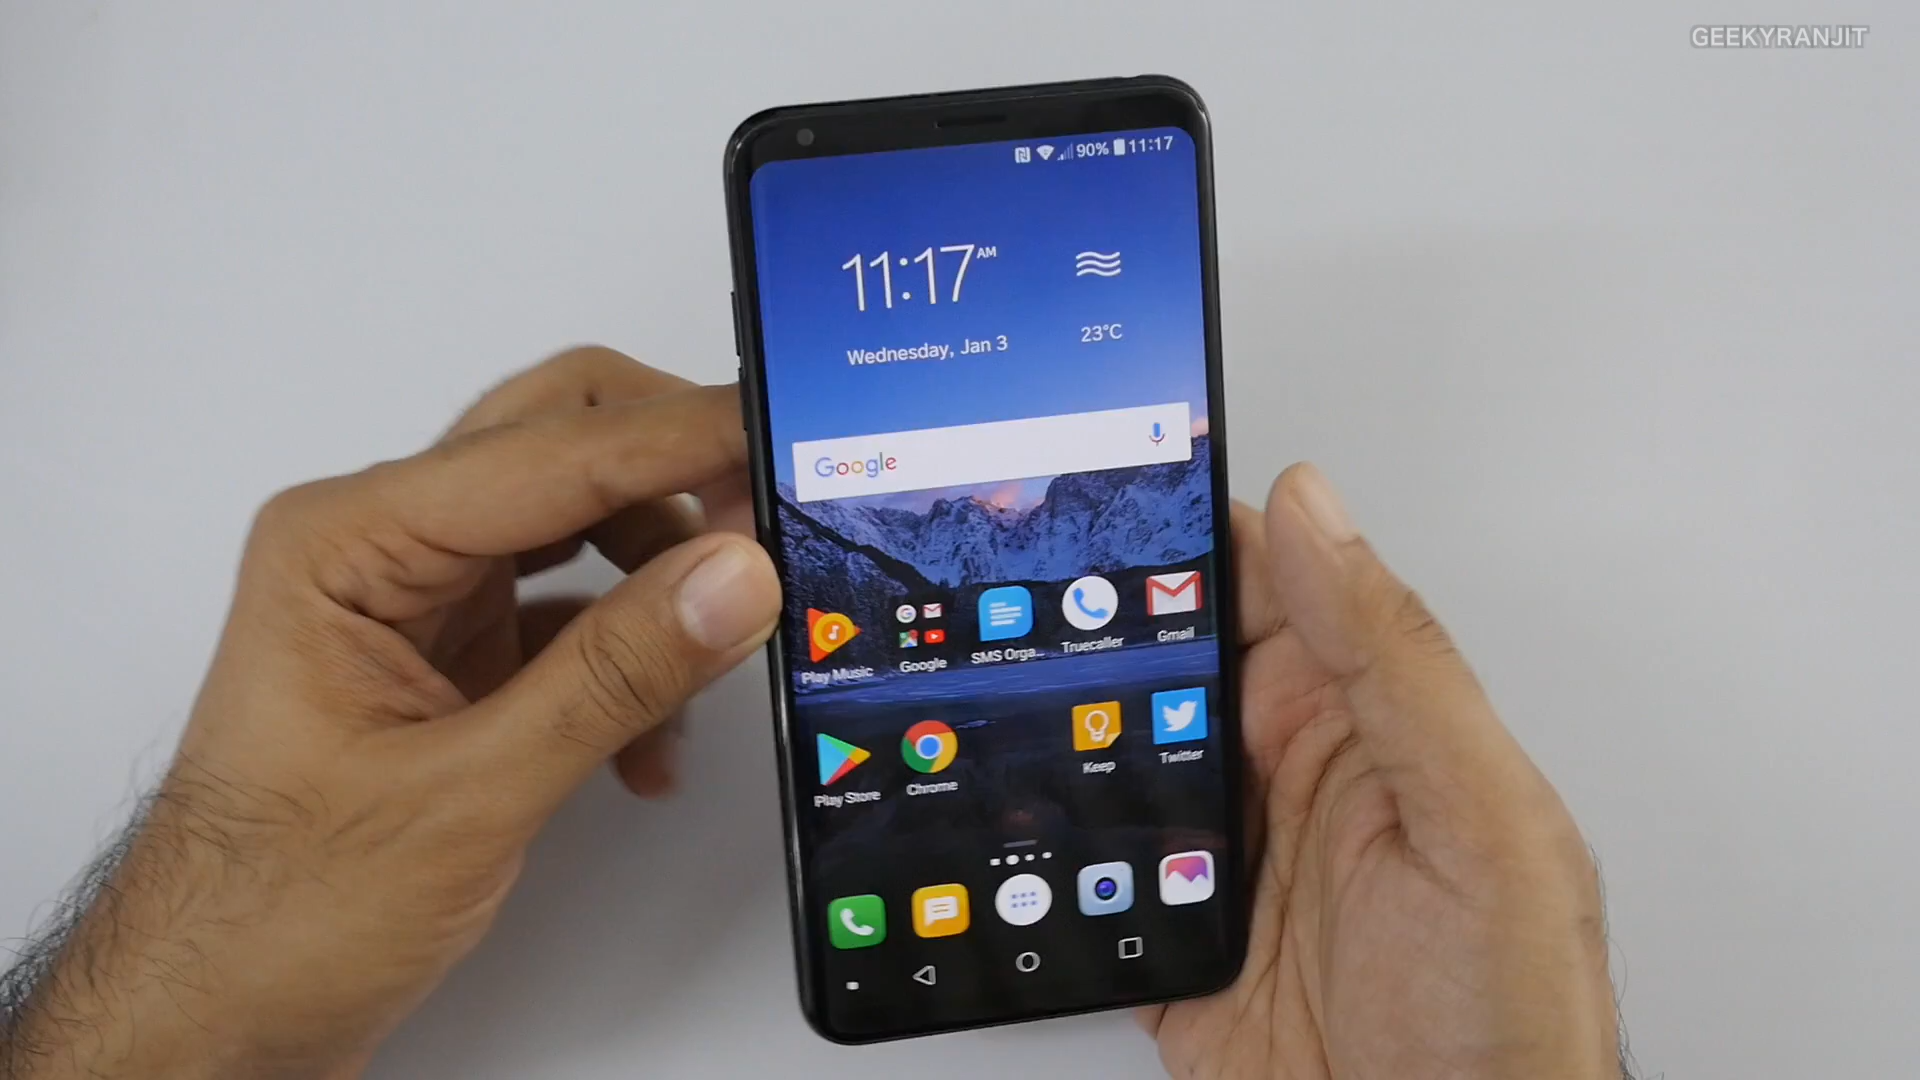 GEEKYRANJIT
90% 11:17
11:17 AM
Wednesday, Jan 3
23°C
Google
Play Music
Google
SMS Orga...
Truecaller
Gmail
Play Store
Chrome
Keep
Twitter